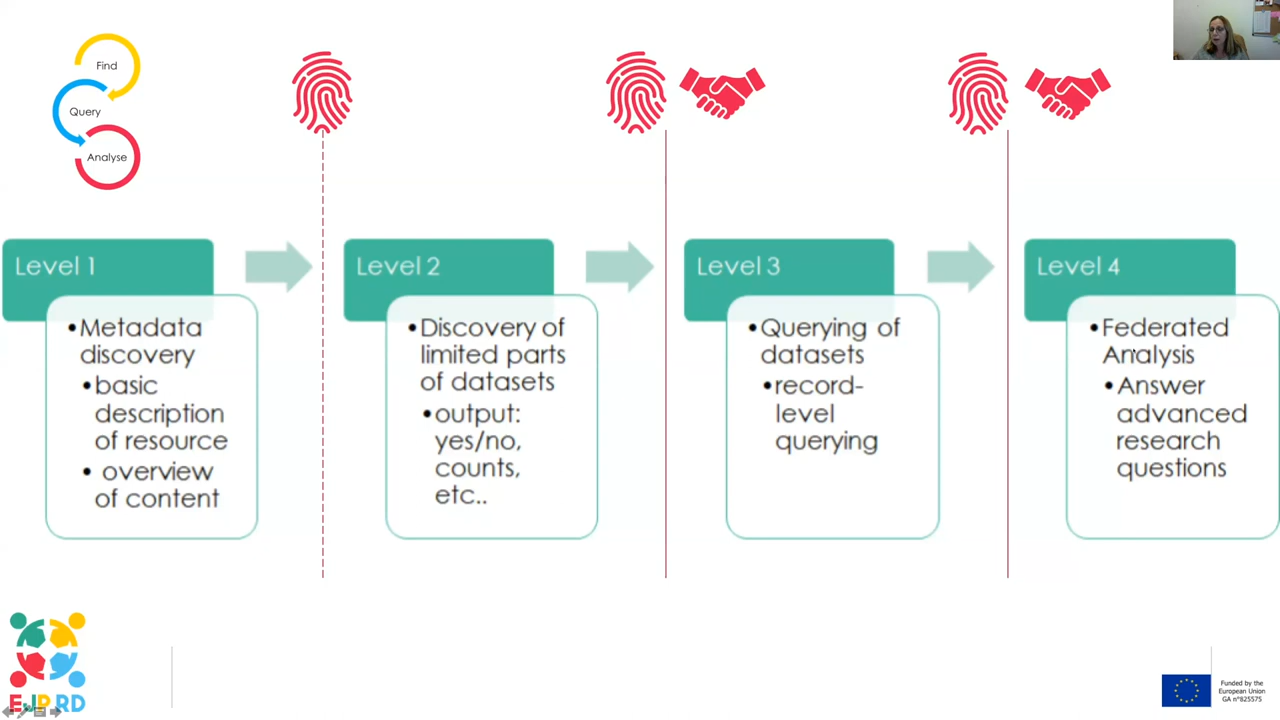 Find
Query
Analyse
Level 1
•Metadata
discovery
•basic
description
of resource
• overview
of content
Level 2
•Discovery of
limited parts
of datasets
•output:
yes/no,
counts,
etc..
Level 3
•Querying of
datasets
•record-
level
querying
Level 4
•Federated
Analysis
•Answer
advanced
research
questions
EJP RD
Funded by the
European Union
GA n°825575